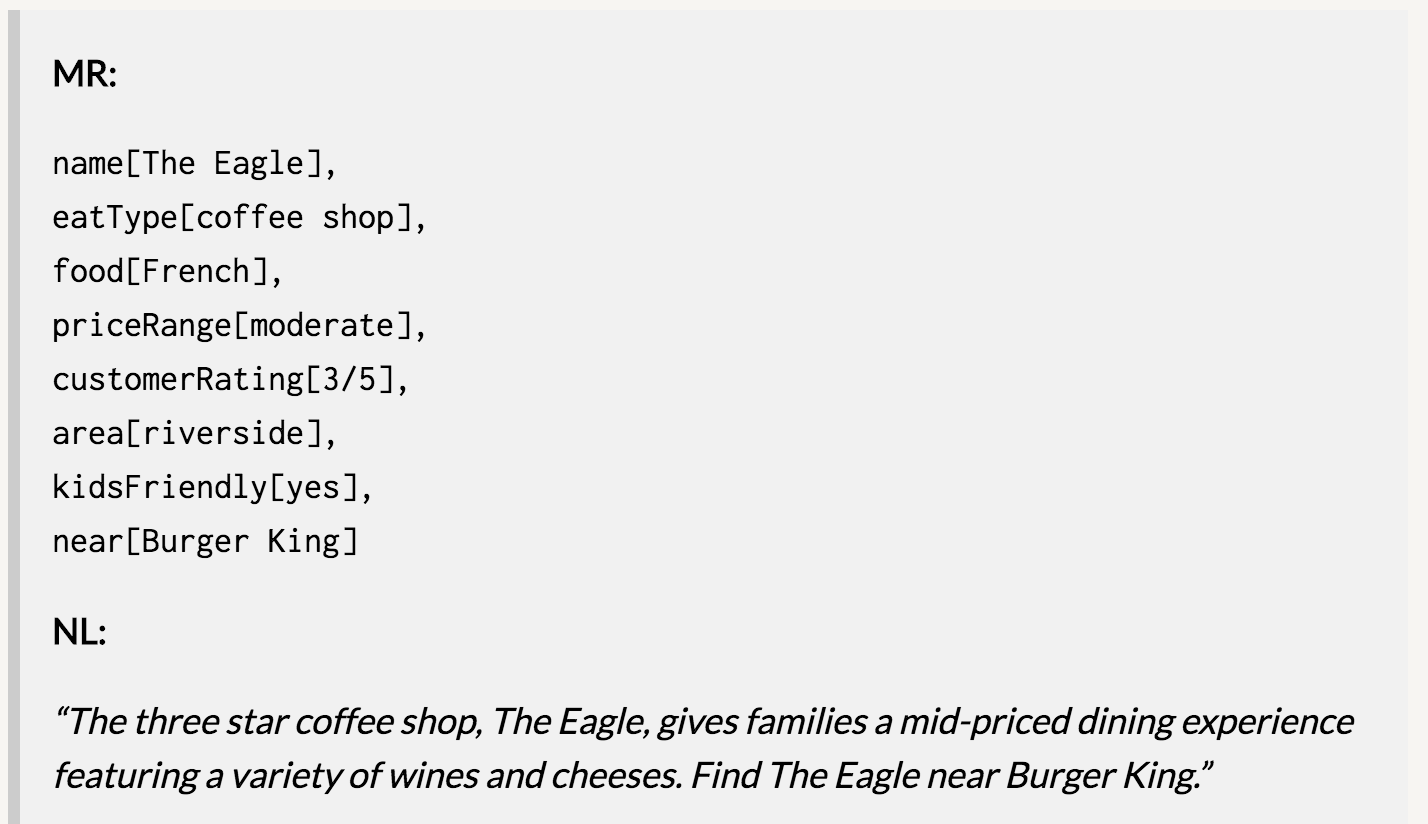 MR:
name[The Eagle],
eatType[coffee shop],
food[French],
priceRange[moderate],
customerRating[3/5],
area[riverside],
kidsFriendly[yes],
near[Burger King]
NL:
“The three star coffee shop, The Eagle, gives families a mid-priced dining experience
featuring a variety of wines and cheeses. Find The Eagle near Burger King.”